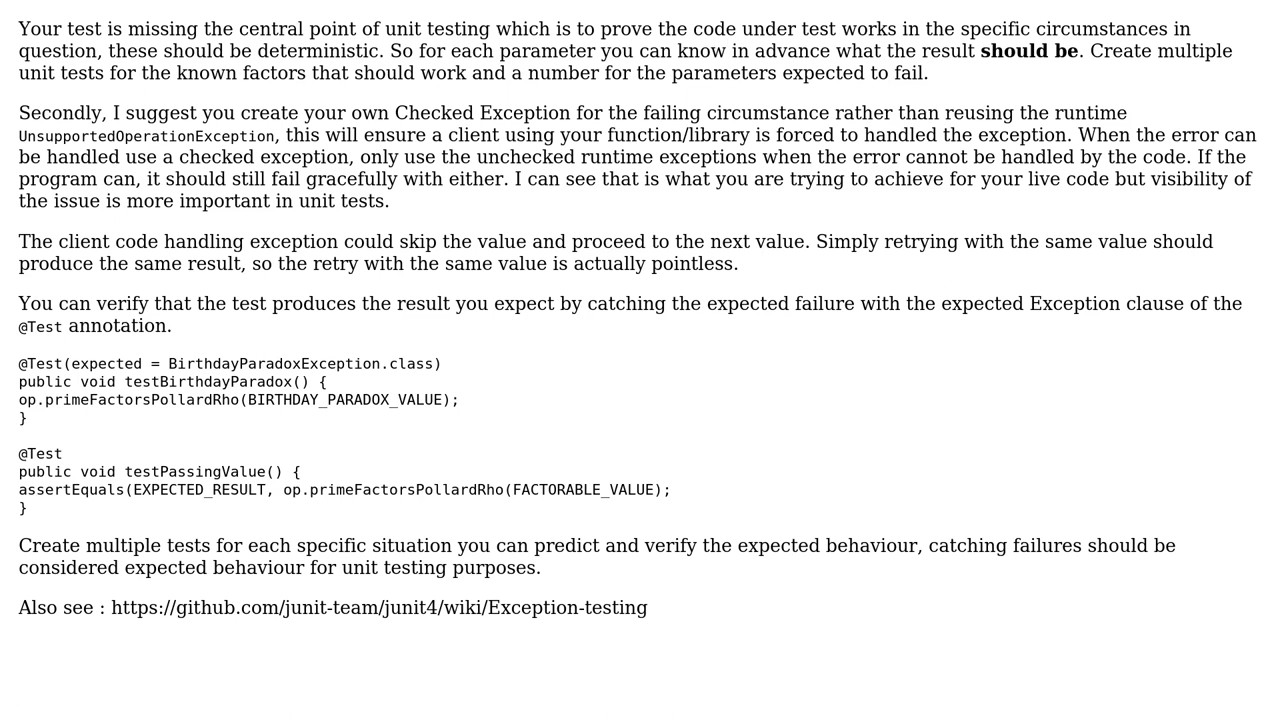 Your test is missing the central point of unit testing which is to prove the code under test works in the specific circumstances in
question, these should be deterministic. So for each parameter you can know in advance what the result should be. Create multiple
unit tests for the known factors that should work and a number for the parameters expected to fail.
Secondly, I suggest you create your own Checked Exception for the failing circumstance rather than reusing the runtime
UnsupportedOperationException, this will ensure a client using your function/library is forced to handled the exception. When the error can
be handled use a checked exception, only use the unchecked runtime exceptions when the error cannot be handled by the code. If the
program can, it should still fail gracefully with either. I can see that is what you are trying to achieve for your live code but visibility of
the issue is more important in unit tests.
The client code handling exception could skip the value and proceed to the next value. Simply retrying with the same value should
produce the same result, so the retry with the same value is actually pointless.
You can verify that the test produces the result you expect by catching the expected failure with the expected Exception clause of the
@Test annotation.
@Test(expected = BirthdayParadoxException.class)
public void testBirthdayParadox() {
op.primeFactorsPollardRho(BIRTHDAY_PARADOX_VALUE);
}
@Test
public void testPassingValue() {
assertEquals(EXPECTED_RESULT, op.primeFactorsPollardRho(FACTORABLE_VALUE);
}
Create multiple tests for each specific situation you can predict and verify the expected behaviour, catching failures should be
considered expected behaviour for unit testing purposes.
Also see : https://github.com/junit-team/junit4/wiki/Exception-testing